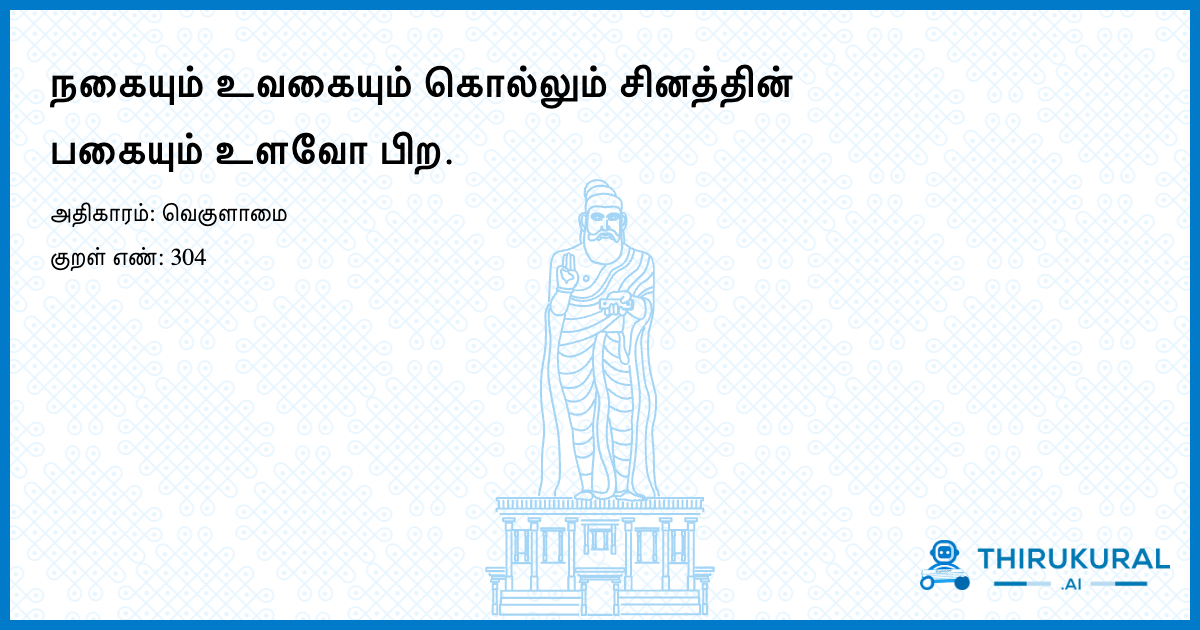 நகையும் உவகையும் கொல்லும் சினத்தின்
பகையும் உளவோ பிற.
அதிகாரம்: வெகுளாமை
குறள் எண்: 304
THIRUKURAL
.AI